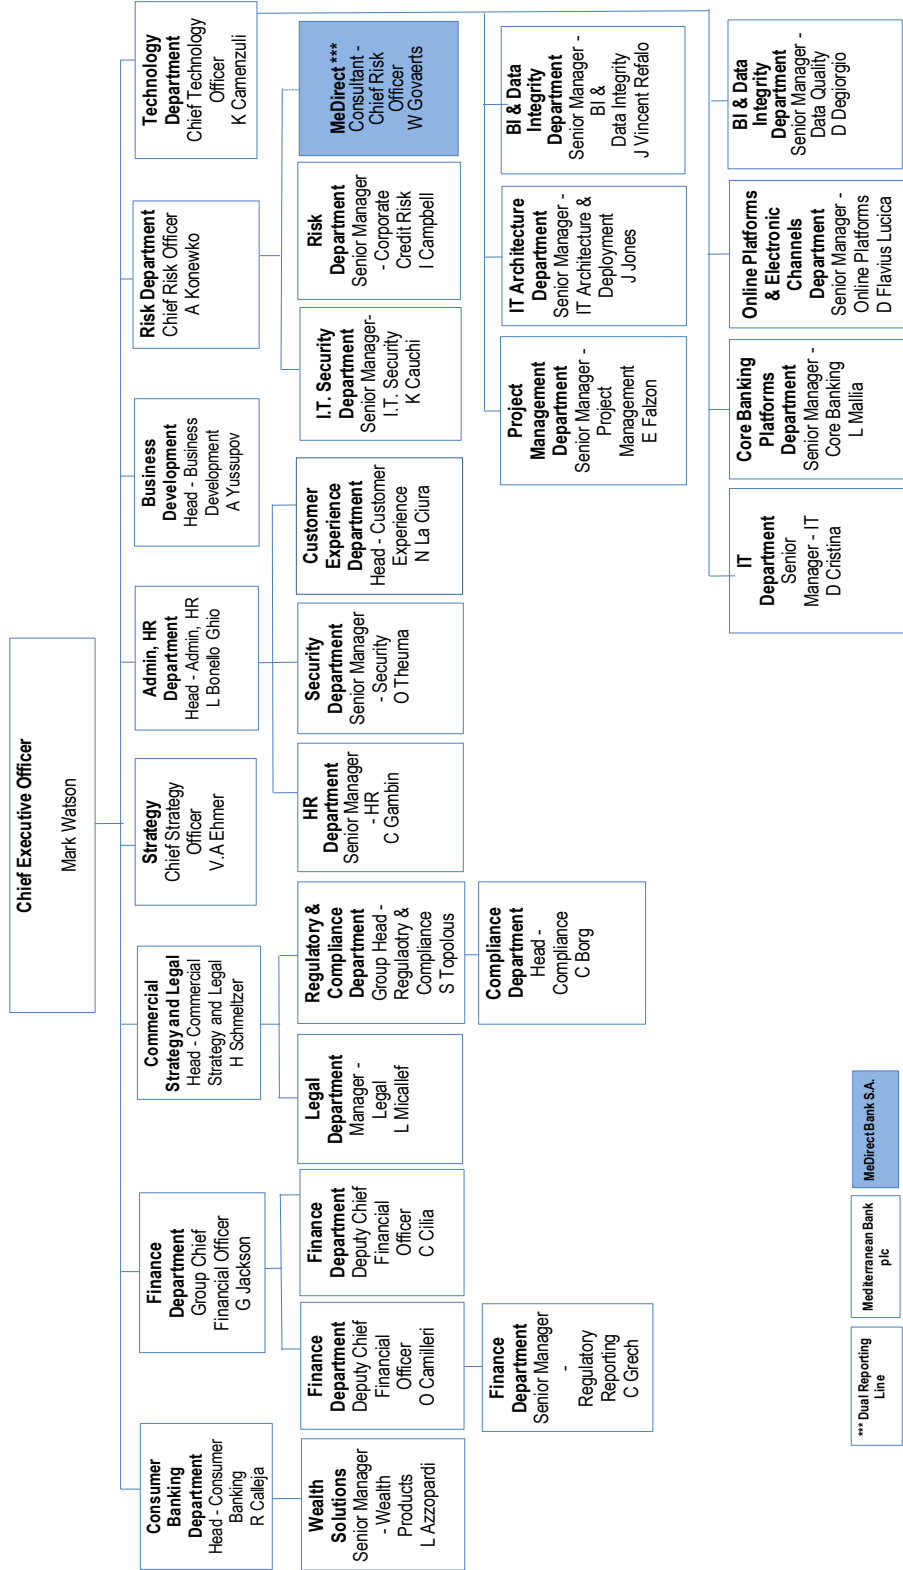 Chief Executive Officer
Mark Watson
Consumer
Banking
Department
Head - Consumer
Banking
R Calleja
Finance
Department
Group Chief
Financial Officer
G Jackson
Commercial
Strategy and Legal
Head - Commercial
Strategy and Legal
H Schmeltzer
Strategy
Chief Strategy
Officer
V.A Ehmer
Admin, HR
Department
Head - Admin, HR
L Bonello Ghio
Business
Development
Head - Business
Development
A Yussupov
Risk Department
Chief Risk Officer
A Konewko
Technology
Department
Chief Technology
Officer
K Camenzuli
Wealth
Solutions
Senior Manager
- Wealth
Products
L Azzopardi
Finance
Department
Deputy Chief
Financial
Officer
O Camilleri
Finance
Department
Deputy Chief
Financial
Officer
C Cilia
Legal
Department
Manager -
Legal
L Micallef
Regulatory &
Compliance
Department
Group Head -
Regulaotry &
Compliance
S Topolous
HR
Department
Senior Manager
- HR
C Gambin
Security
Department
Senior Manager
- Security
O Theuma
Customer
Experience
Department
Head - Customer
Experience
N La Ciura
I.T. Security
Department
Senior Manager-
I.T. Security
K Cauchi
Risk
Department
Senior Manager
- Corporate
Credit Risk
I Campbell
MeDirect ***
Consultant -
Chief Risk
Officer
W Govaerts
Finance
Department
Senior Manager
-
Regulatory
Reporting
C Grech
Compliance
Department
Head -
Compliance
C Borg
Project
Management
Department
Senior Manager -
Project
Management
E Falzon
IT Architecture
Department
Senior Manager -
IT Architecture &
Deployment
J Jones
BI & Data
Integrity
Department
Senior Manager -
BI &
Data Integrity
J Vincent Refalo
IT
Department
Senior
Manager - IT
D Cristina
Core Banking
Platforms
Department
Senior Manager -
Core Banking
L Mallia
Online Platforms
& Electronic
Channels
Department
Senior Manager -
Online Platforms
D Flavius Lucica
BI & Data
Integrity
Department
Senior Manager -
Data Quality
D Degiorgio
*** Dual Reporting
Line
Mediterranean Bank
plc
MeDirect Bank S.A.